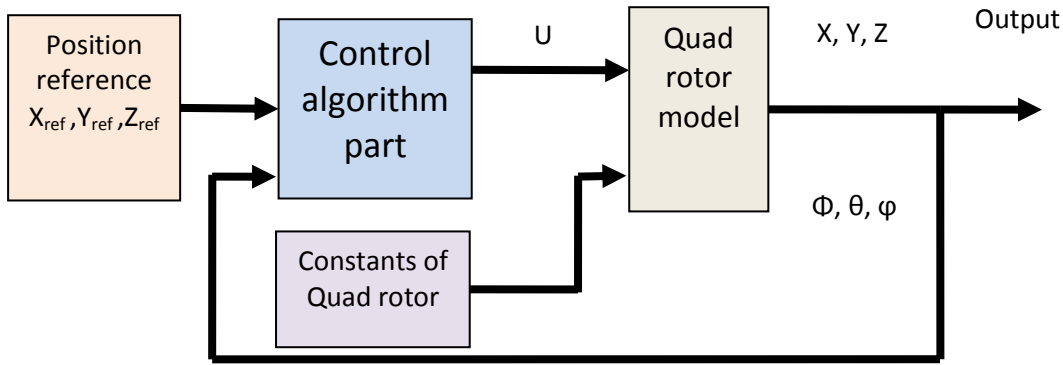 Position
reference
Xref ,Yref ,Zref
Control
algorithm
part
U
Quad
rotor
model
X, Y, Z
Output
Φ, θ, φ
Constants of
Quad rotor